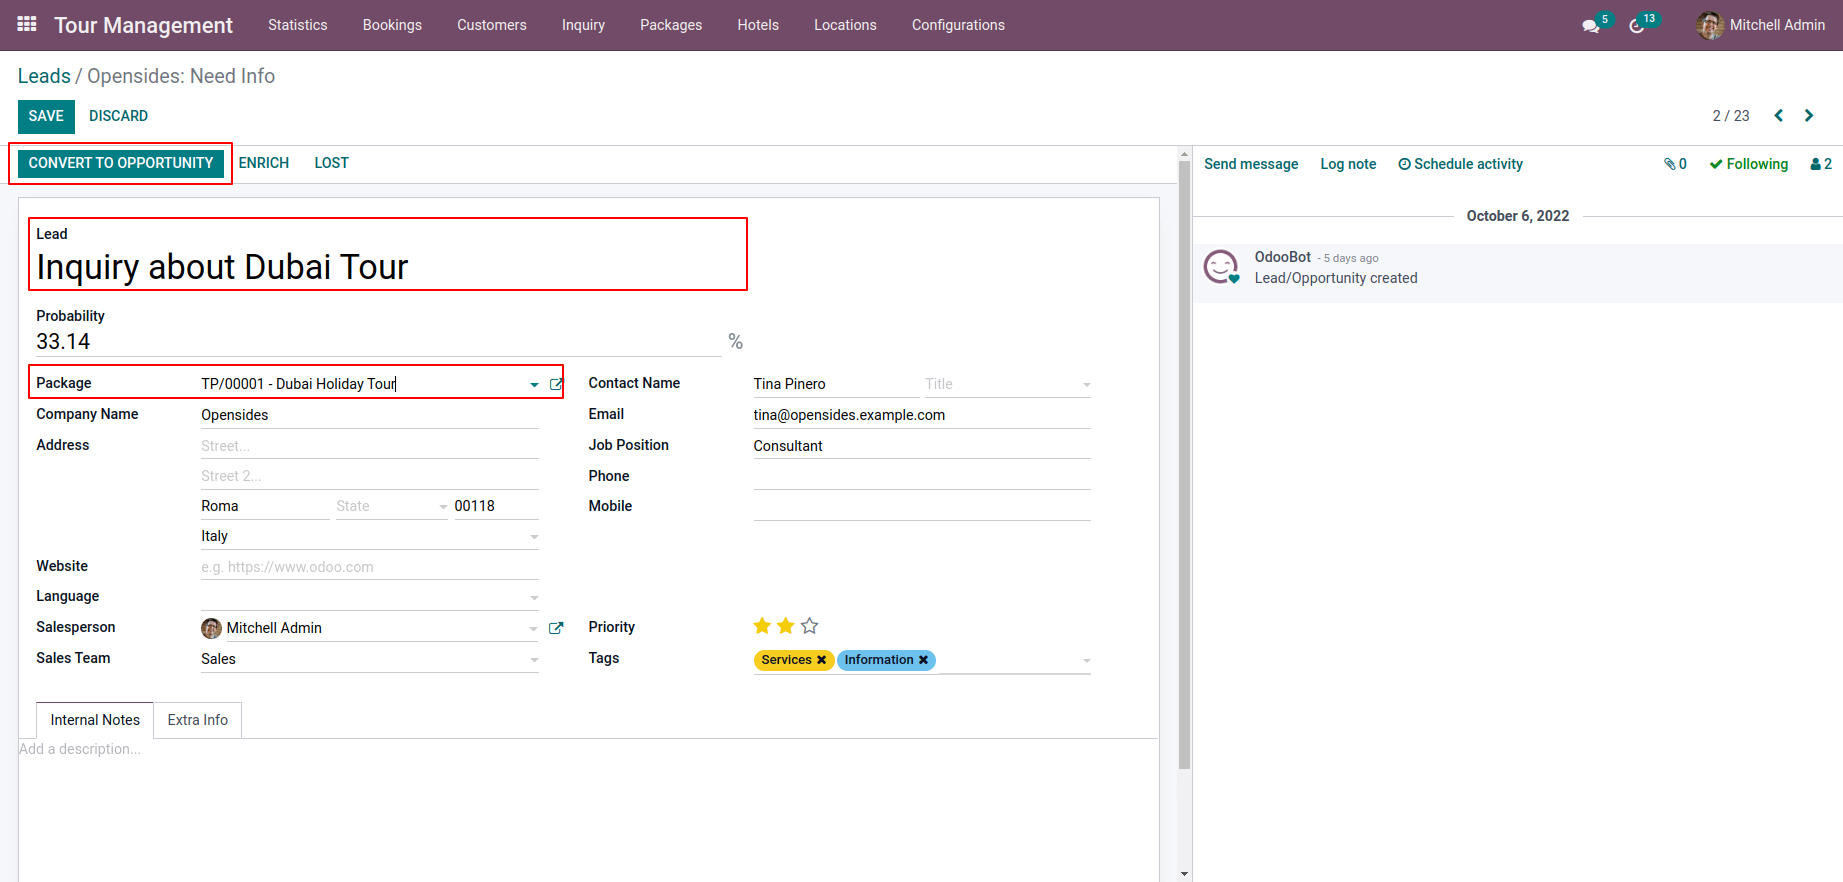 Tour Management Statistics Bookings Customers Inquiry Packages Hotels Locations Configurations 5 13 Mitchell Admin
Leads / Opensides: Need Info
SAVE DISCARD 2 / 23
CONVERT TO OPPORTUNITY ENRICH LOST
Send message Log note Schedule activity 0 Following 2
October 6, 2022
OdooBot - 5 days ago
Lead/Opportunity created
Lead
Inquiry about Dubai Tour
Probability
33.14 %
Package TP/00001 - Dubai Holiday Tour Contact Name Tina Pinero Title
Company Name Opensides Email tina@opensides.example.com
Address Street... Job Position Consultant
Street 2... Phone
Roma State 00118 Mobile
Italy
Website e.g. https://www.odoo.com
Language
Salesperson Mitchell Admin Priority
Sales Team Sales Tags Services Information
Internal Notes Extra Info
Add a description...